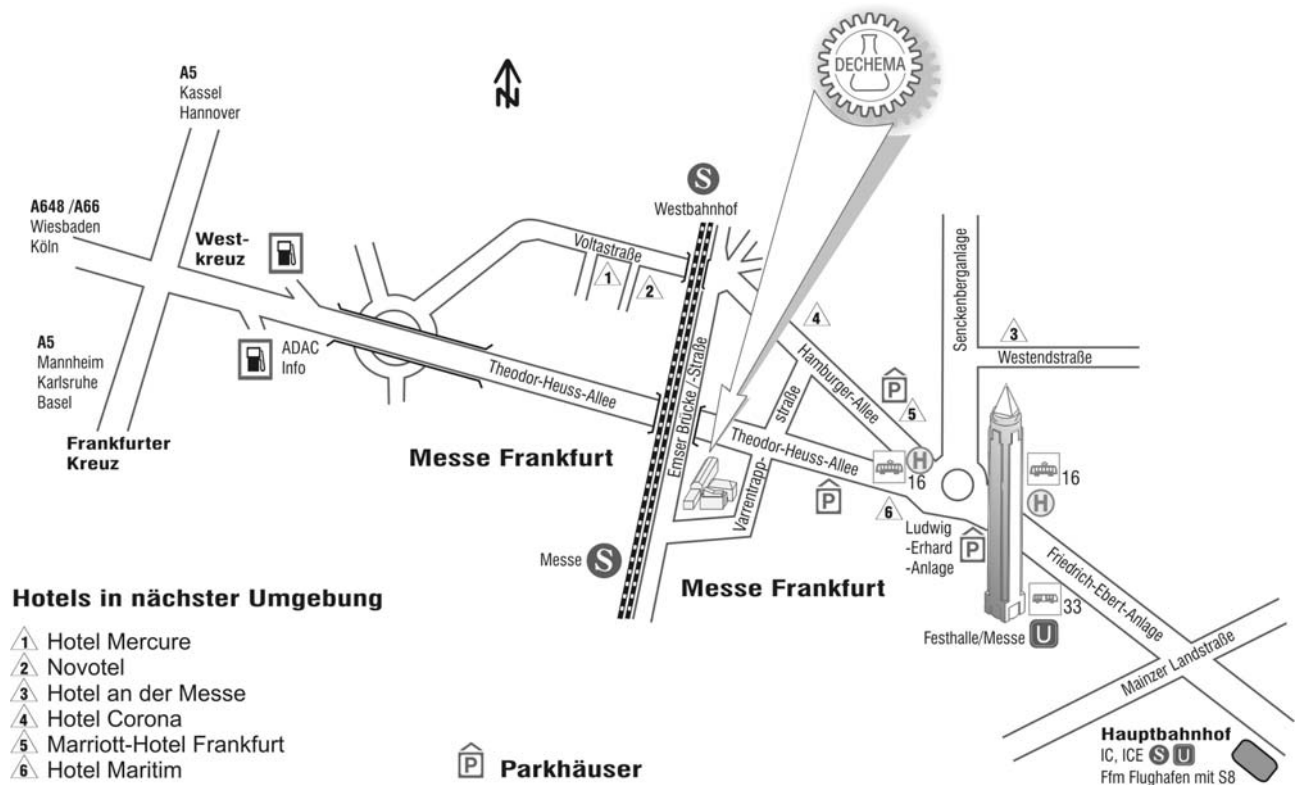 DECHEMA
N
A5
Kassel
Hannover
S
Westbahnhof
A648 /A66
Wiesbaden
Köln
West-
kreuz
Voltastraße
1
2
4
Senckenberganlage
3
Westendstraße
A5
Mannheim
Karlsruhe
Basel
ADAC
Info
Theodor-Heuss-Allee
Emser Brücke /-Straße
Hamburger-Allee
P
5
Frankfurter
Kreuz
Messe Frankfurt
Varrentrapp-
straße
Theodor-Heuss-Allee
H
16
16
H
P
6
Ludwig
-Erhard
-Anlage
P
Messe S
Messe Frankfurt
Friedrich-Ebert-Anlage
33
Festhalle/Messe U
Mainzer Landstraße
Hotels in nächster Umgebung
1 Hotel Mercure
2 Novotel
3 Hotel an der Messe
4 Hotel Corona
5 Marriott-Hotel Frankfurt
6 Hotel Maritim
P Parkhäuser
Hauptbahnhof
IC, ICE S U
Ffm Flughafen mit S8